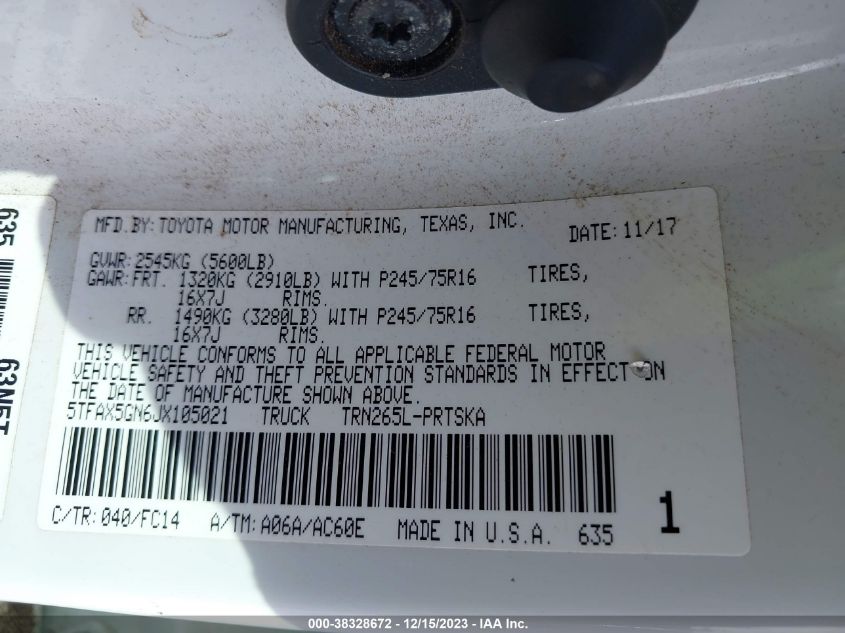 MFD.BY:TOYOTA MOTOR MANUFACTURING, TEXAS, INC. DATE:11/17
GVWR:2545KG (5600LB)
GAWR:FRT. 1320KG (2910LB) WITH P245/75R16 TIRES,
16X7J RIMS.
RR. 1490KG (3280LB) WITH P245/75R16 TIRES,
16X7J RIMS.
THIS VEHICLE CONFORMS TO ALL APPLICABLE FEDERAL MOTOR
VEHICLE SAFETY AND THEFT PREVENTION STANDARDS IN EFFECT ON
THE DATE OF MANUFACTURE SHOWN ABOVE.
5TFAX5GN6JX105021 TRUCK TRN265L-PRTSKA
C/TR:040/FC14 A/TM:A06A/AC60E MADE IN U.S.A. 635 1
635 63N5T
000-38328672 - 12/15/2023 - IAA Inc.